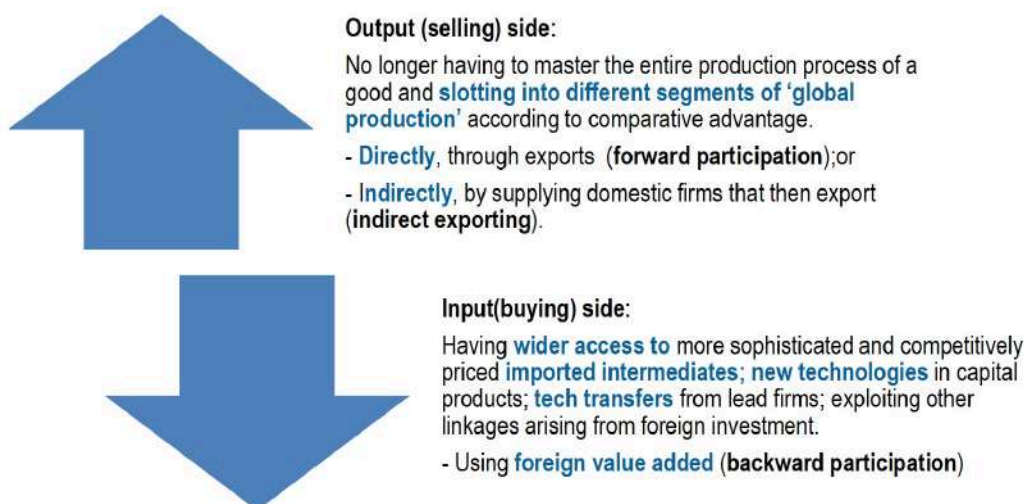 Output (selling) side:
No longer having to master the entire production process of a
good and slotting into different segments of ‘global
production’ according to comparative advantage.
- Directly, through exports (forward participation);or
- Indirectly, by supplying domestic firms that then export
(indirect exporting).
Input(buying) side:
Having wider access to more sophisticated and competitively
priced imported intermediates; new technologies in capital
products; tech transfers from lead firms; exploiting other
linkages arising from foreign investment.
- Using foreign value added (backward participation)